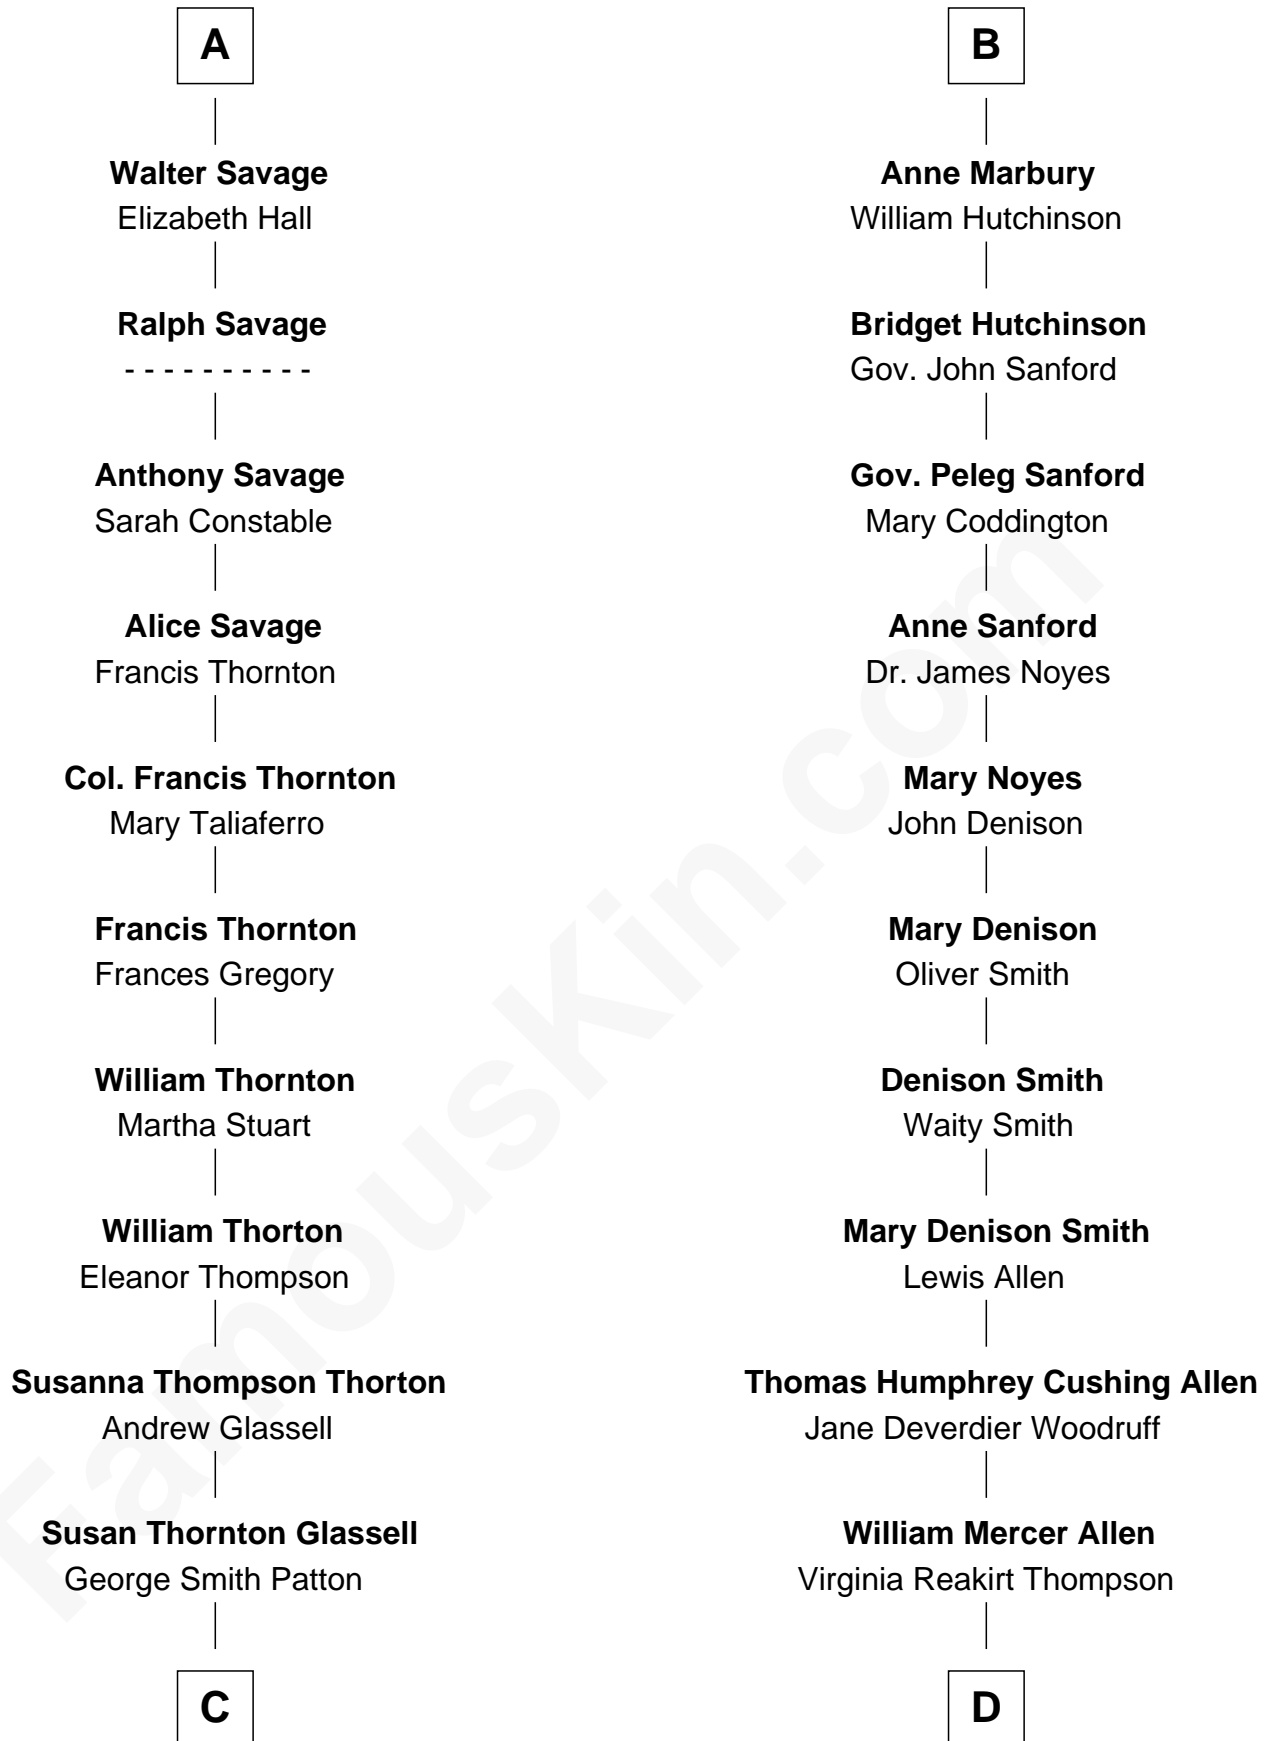 A
Walter Savage
Elizabeth Hall
Ralph Savage
- - - - - - - - - -
Anthony Savage
Sarah Constable
Alice Savage
Francis Thornton
Col. Francis Thornton
Mary Taliaferro
Francis Thornton
Frances Gregory
William Thornton
Martha Stuart
William Thorton
Eleanor Thompson
Susanna Thompson Thorton
Andrew Glassell
Susan Thornton Glassell
George Smith Patton
C
B
Anne Marbury
William Hutchinson
Bridget Hutchinson
Gov. John Sanford
Gov. Peleg Sanford
Mary Coddington
Anne Sanford
Dr. James Noyes
Mary Noyes
John Denison
Mary Denison
Oliver Smith
Denison Smith
Waity Smith
Mary Denison Smith
Lewis Allen
Thomas Humphrey Cushing Allen
Jane Deverdier Woodruff
William Mercer Allen
Virginia Reakirt Thompson
D
FamousKin.com